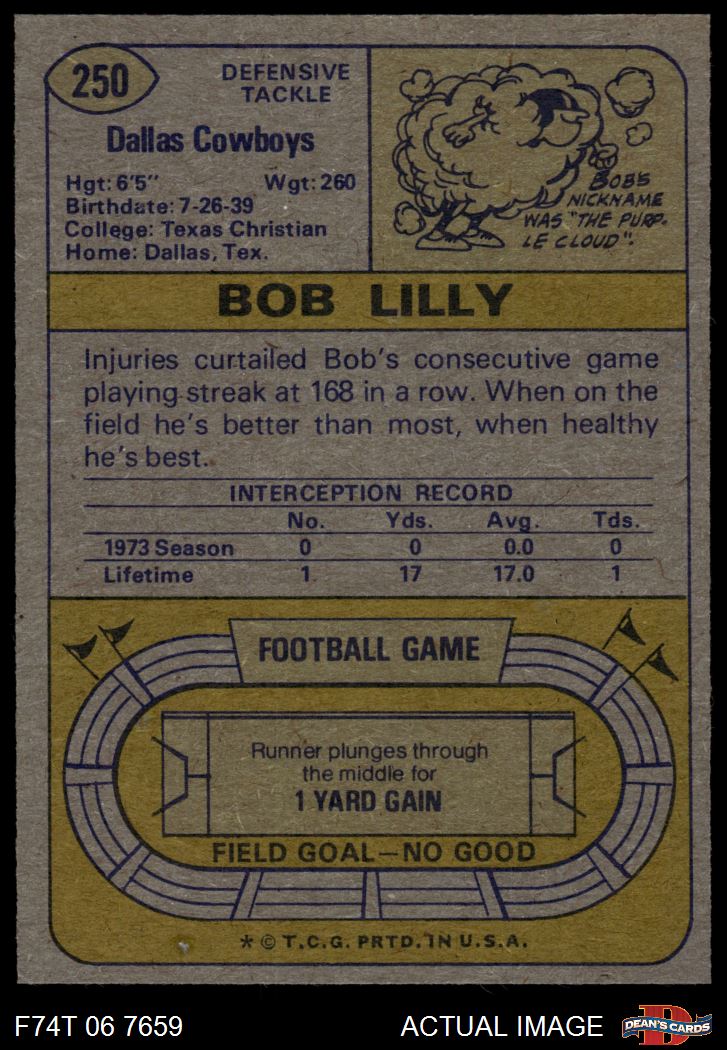 250
DEFENSIVE
TACKLE
Dallas Cowboys
Hgt: 6'5" Wgt: 260
Birthdate: 7-26-39
College: Texas Christian
Home: Dallas, Tex.
BOB'S
NICKNAME
WAS "THE PURP-
LE CLOUD".
BOB LILLY
Injuries curtailed Bob's consecutive game
playing streak at 168 in a row. When on the
field he's better than most, when healthy
he's best.
INTERCEPTION RECORD
No. Yds. Avg. Tds.
1973 Season 0 0 0.0 0
Lifetime 1 17 17.0 1
FOOTBALL GAME
Runner plunges through
the middle for
1 YARD GAIN
FIELD GOAL—NO GOOD
* © T.C.G. PRTD. IN U.S.A.
F74T 06 7659 ACTUAL IMAGE
D
DEAN'S CARDS